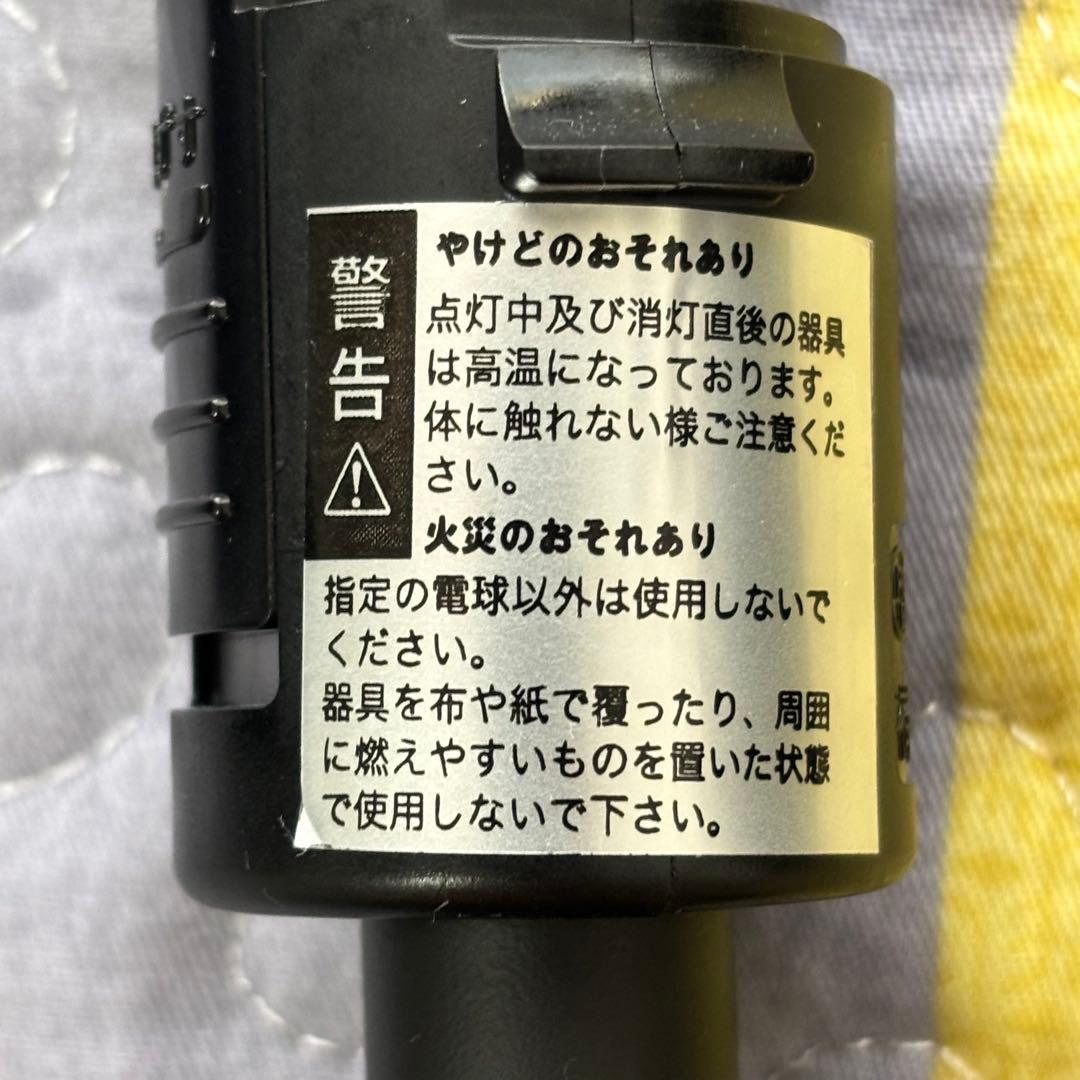 警告
やけどのおそれあり
点灯中及び消灯直後の器具
は高温になっております。
体に触れない様ご注意くだ
さい。
火災のおそれあり
指定の電球以外は使用しないで
ください。
器具を布や紙で覆ったり、周囲
に燃えやすいものを置いた状態
で使用しないで下さい。